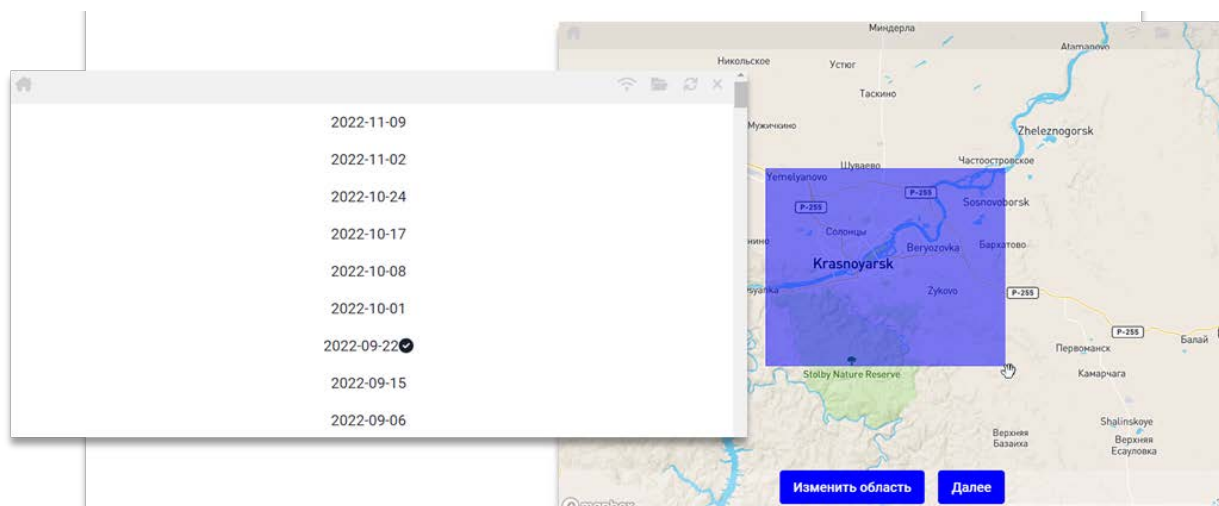 2022-11-09
2022-11-02
2022-10-24
2022-10-17
2022-10-08
2022-10-01
2022-09-22
2022-09-15
2022-09-06
Миндерла
Atamanovo
Никольское
Устюг
Таскино
Мужичкино
Zheleznogorsk
Шуваево
Частоостровское
Yemelyanovo
P-255
Sosnovoborsk
P-255
Солонцы
Beryozovka
Бархатово
Krasnoyarsk
Zykovo
P-255
P-255
Балай
Первоманск
Stolby Nature Reserve
Камарчага
Shalinskoye
Верхняя
Базаиха
Верхняя
Есауловка
Изменить область
Далее